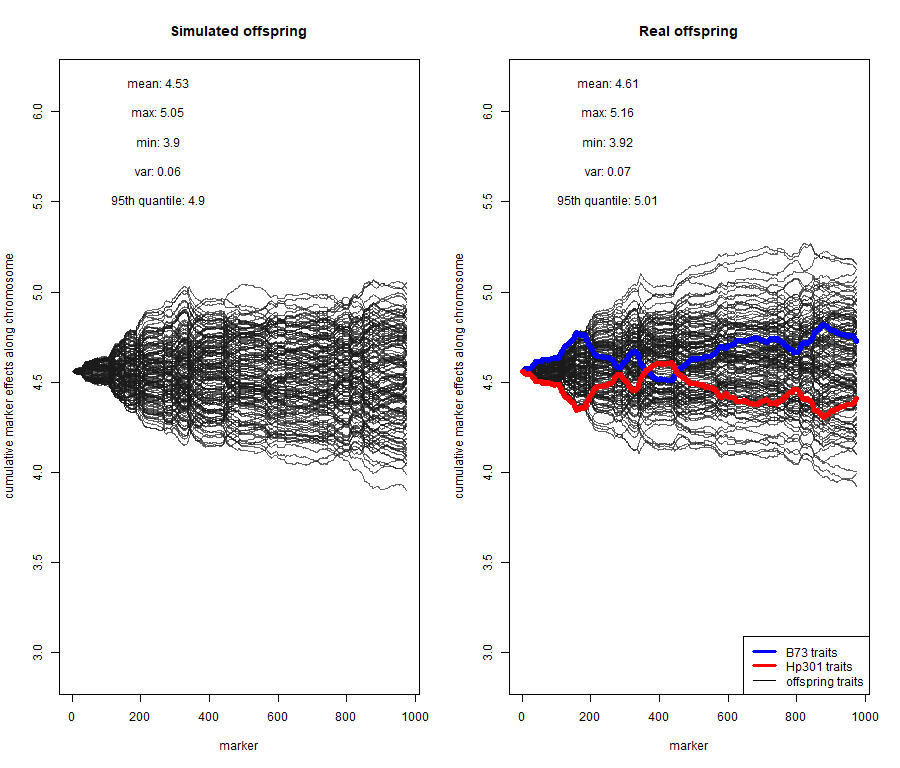 Simulated offspring
mean: 4.53
max: 5.05
min: 3.9
var: 0.06
95th quantile: 4.9
cumulative marker effects along chromosome
6.0
5.5
5.0
4.5
4.0
3.5
3.0
0 200 400 600 800 1000
marker
Real offspring
mean: 4.61
max: 5.16
min: 3.92
var: 0.07
95th quantile: 5.01
cumulative marker effects along chromosome
6.0
5.5
5.0
4.5
4.0
3.5
3.0
B73 traits
Hp301 traits
offspring traits
0 200 400 600 800 1000
marker